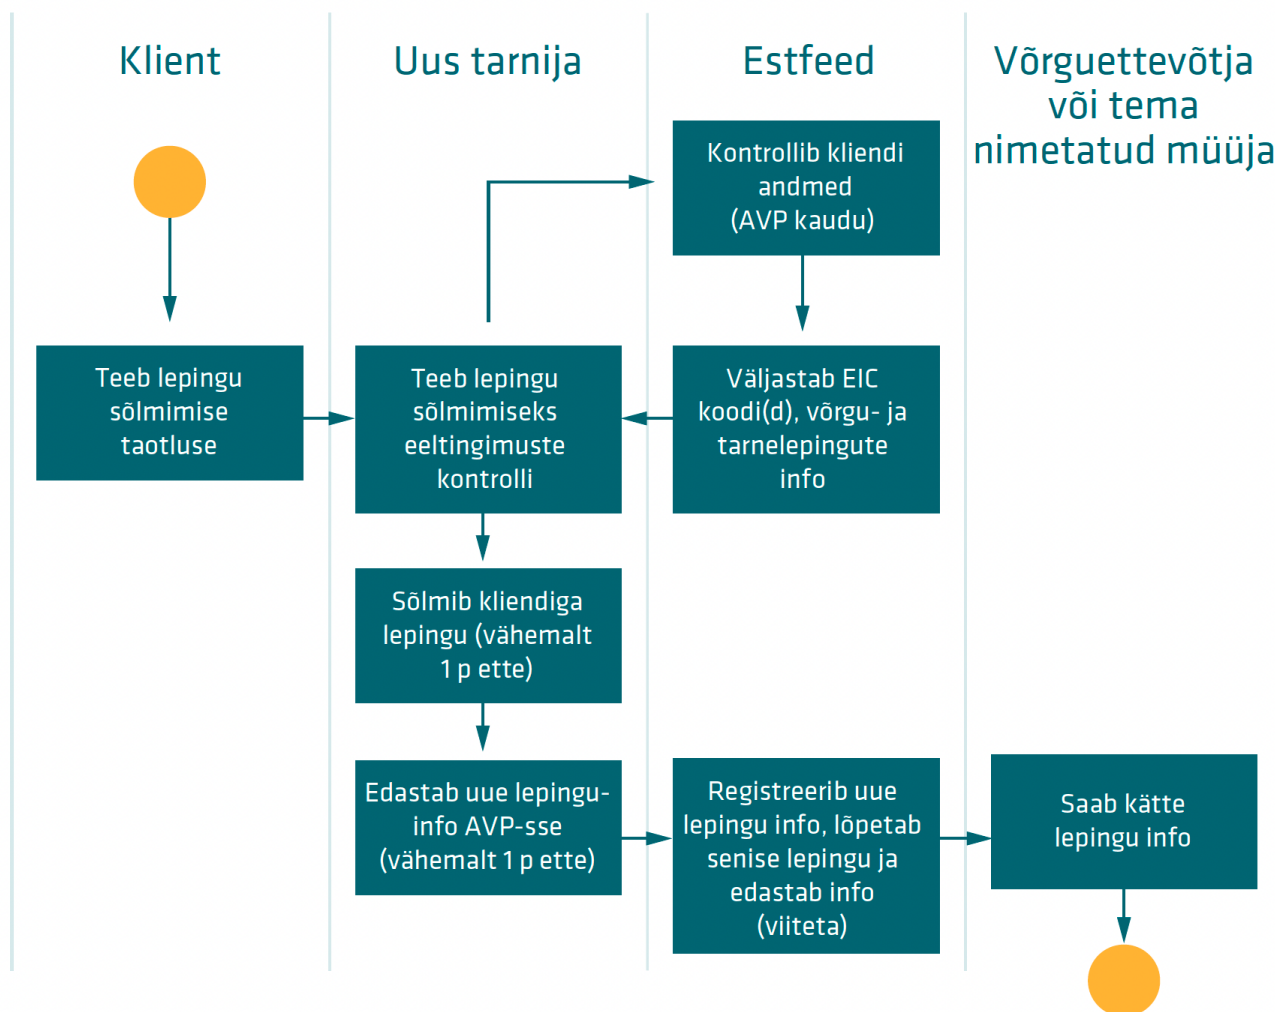 Klient
Uus tarnija
Estfeed
Võrguettevõtja
või tema
nimetatud müüja
Kontrollib kliendi
andmed
(AVP kaudu)
Teeb lepingu
sõlmimise
taotluse
Teeb lepingu
sõlmimiseks
eeltingimuste
kontrolli
Väljastab EIC
koodi(d), võrgu- ja
tarnelepingute
info
Sõlmib kliendiga
lepingu (vähemalt
1 p ette)
Edastab uue lepingu-
info AVP-sse
(vähemalt 1 p ette)
Registreerib uue
lepingu info, lõpetab
senise lepingu ja
edastab info
(viiteta)
Saab kätte
lepingu info